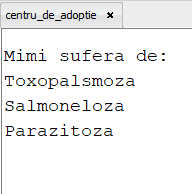 centru_de_adoptie ×
Mimi sufera de:
Toxopalsmoza
Salmoneloza
Parazitoza